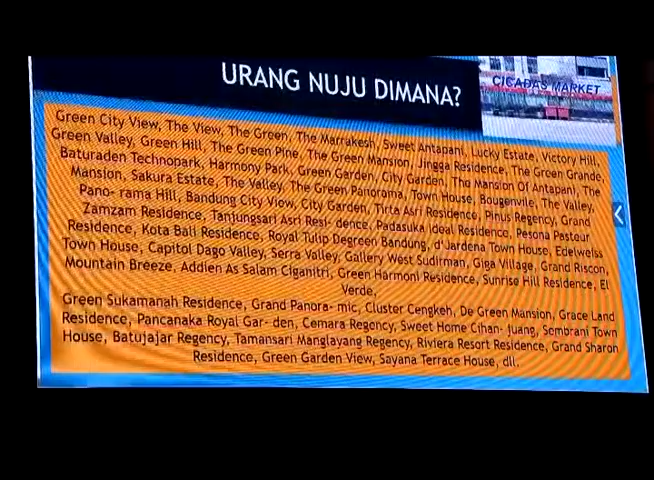 URANG NUJU DIMANA?
CICADAS MARKET
Green City View, The View, The Green, The Marrakesh, Sweet Antapani, Lucky Estate, Victory Hill,
Green Valley, Green Hill, The Green Pine, The Green Mansion, Jingga Residence, The Green Grande,
Baturaden Technopark, Harmony Park, Green Garden, City Garden, The Mansion Of Antapani, The
Mansion, Sakura Estate, The Valley, The Green Panorama, Town House, Bougenvile, The Valley,
Pano- rama Hill, Bandung City View, City Garden, Tirta Asri Residence, Pinus Regency, Grand
Zamzam Residence, Tanjungsari Asri Resi- dence, Padasuka Ideal Residence, Pesona Pasteur
Residence, Kota Bali Residence, Royal Tulip Degreen Bandung, d'Jardena Town House, Edelweiss
Town House, Capitol Dago Valley, Serra Valley, Gallery West Sudirman, Giga Village, Grand Riscon,
Mountain Breeze, Addien As Salam Ciganitri, Green Harmoni Residence, Sunrise Hill Residence, El
Verde,
Green Sukamanah Residence, Grand Panora- mic, Cluster Cengkeh, De Green Mansion, Grace Land
Residence, Pancanaka Royal Gar- den, Cemara Regency, Sweet Home Cihan- juang, Sembrani Town
House, Batujajar Regency, Tamansari Manglayang Regency, Riviera Resort Residence, Grand Sharon
Residence, Green Garden View, Sayana Terrace House, dll.